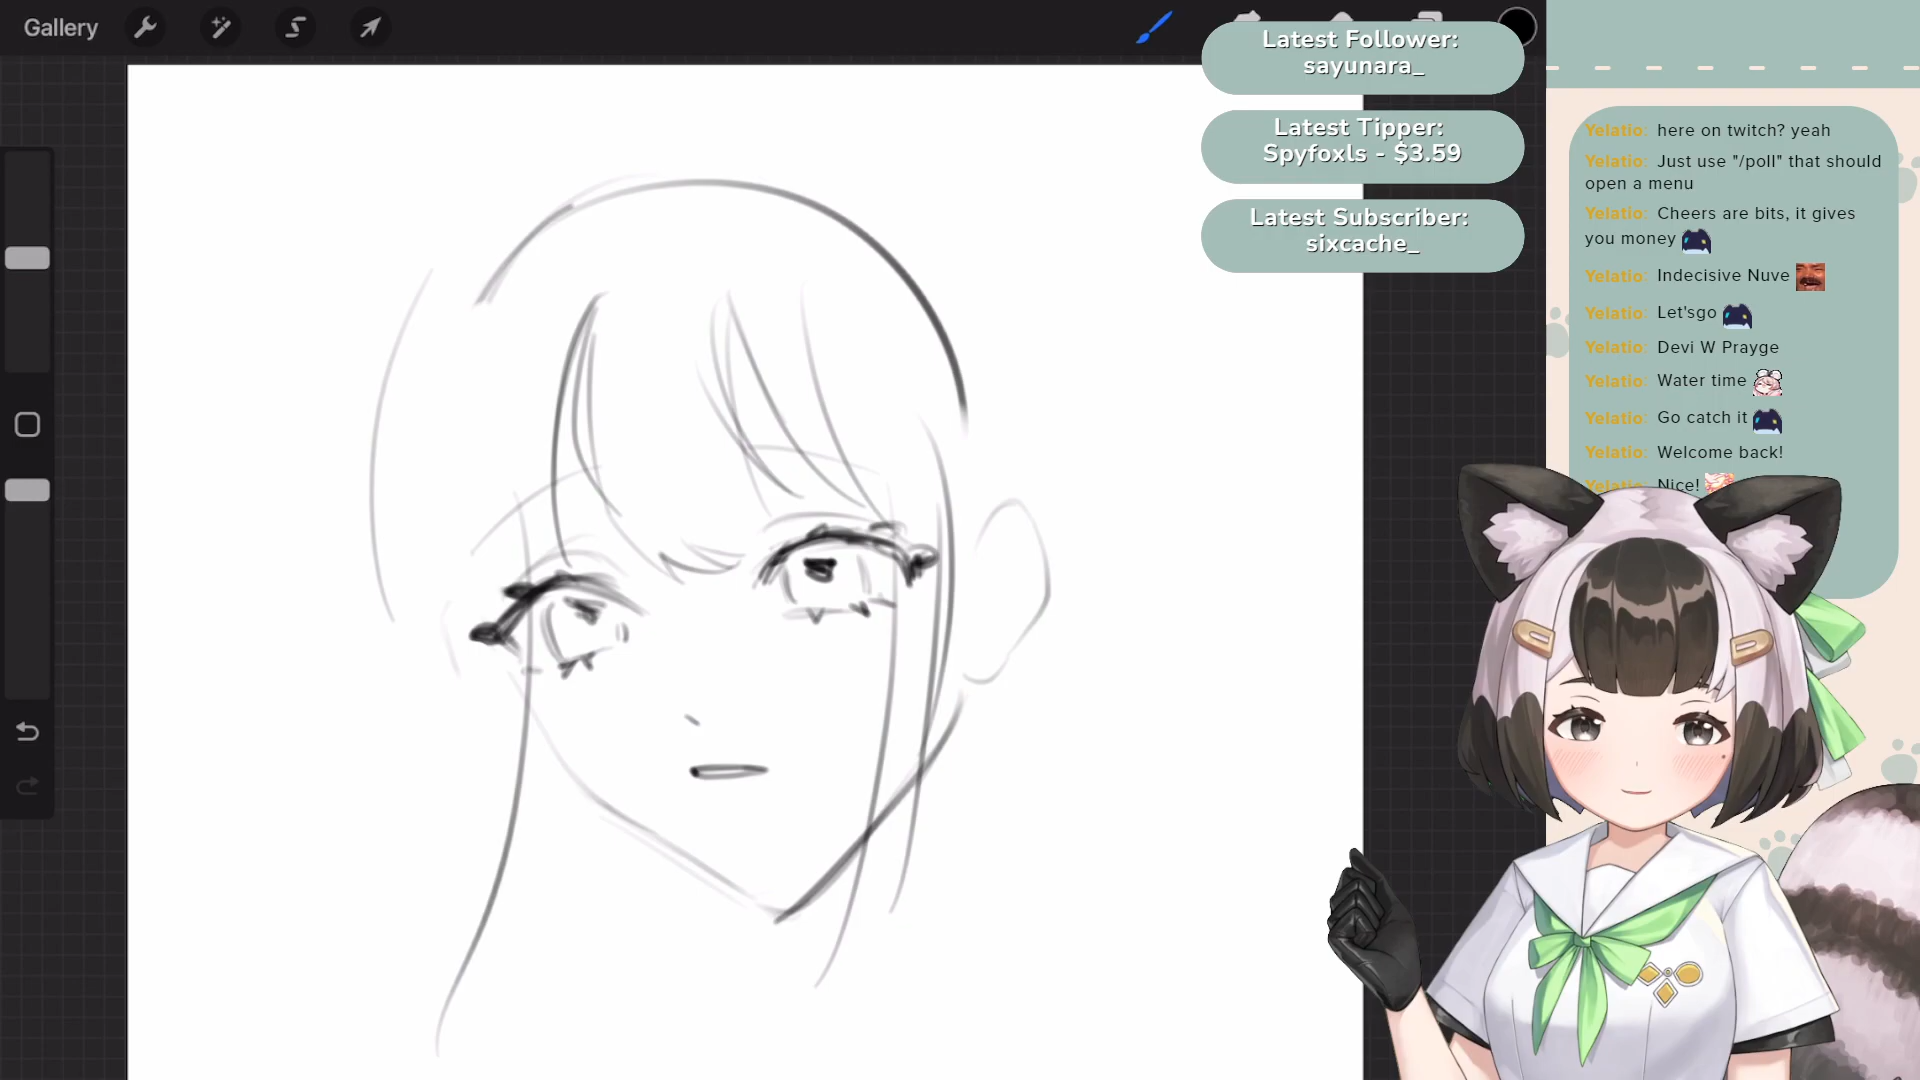 Gallery
Latest Follower:
sayunara_
Latest Tipper:
Spyfoxls - $3.59
Latest Subscriber:
sixcache_
Yelatio: here on twitch? yeah
Yelatio: Just use "/poll" that should
open a menu
Yelatio: Cheers are bits, it gives
you money
Yelatio: Indecisive Nuve
Yelatio: Let'sgo
Yelatio: Devi W Prayge
Yelatio: Water time
Yelatio: Go catch it
Yelatio: Welcome back!
Yelatio: Nice!